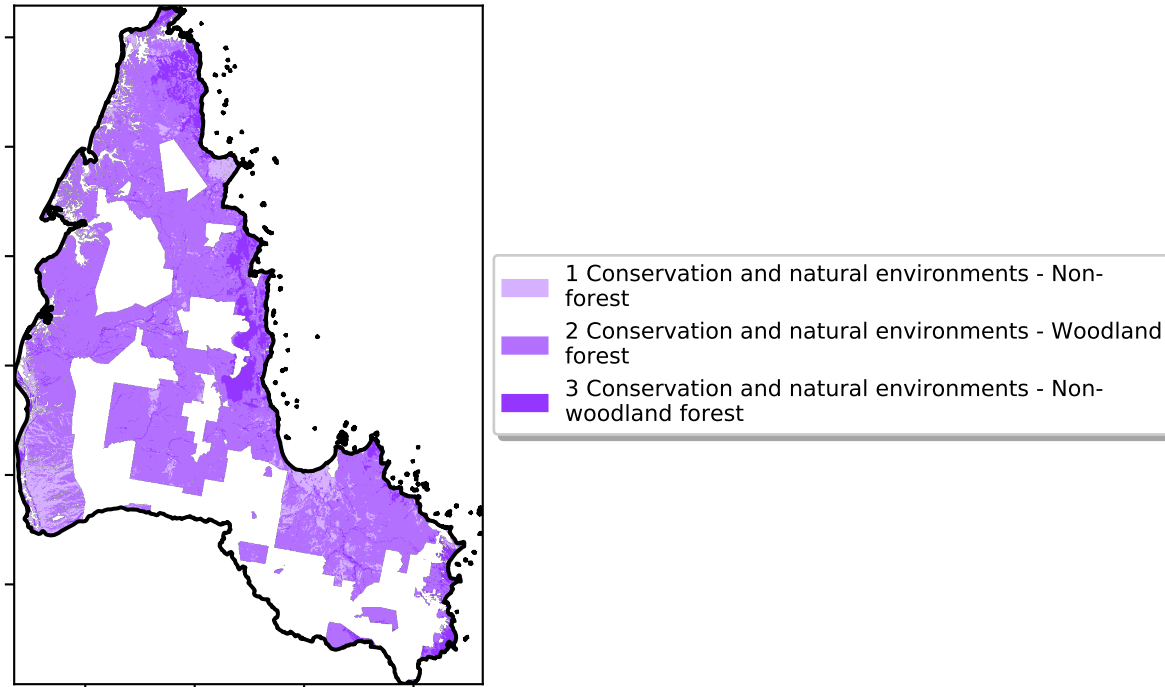 1 Conservation and natural environments - Non-
forest
2 Conservation and natural environments - Woodland
forest
3 Conservation and natural environments - Non-
woodland forest